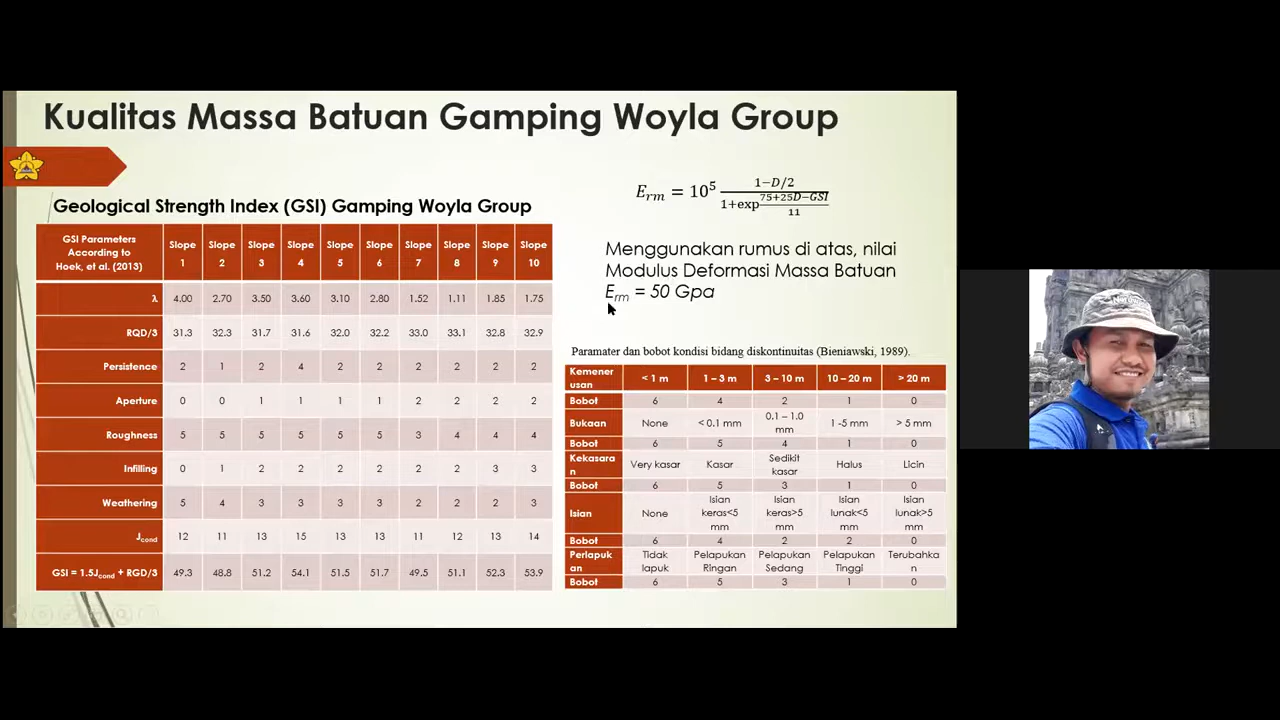 Kualitas Massa Batuan Gamping Woyla Group
Geological Strength Index (GSI) Gamping Woyla Group
GSI Parameters According to Hoek, et al. (2013) Slope 1 Slope 2 Slope 3 Slope 4 Slope 5 Slope 6 Slope 7 Slope 8 Slope 9 Slope 10
λ 4.00 2.70 3.50 3.60 3.10 2.80 1.52 1.11 1.85 1.75
RQD/3 31.3 32.3 31.7 31.6 32.0 32.2 33.0 33.1 32.8 32.9
Persistence 2 1 2 4 2 2 2 2 2 2
Aperture 0 0 1 1 1 1 2 2 2 2
Roughness 5 5 5 5 5 5 3 4 4 4
Infilling 0 1 2 2 2 2 2 2 3 3
Weathering 5 4 3 3 3 3 2 2 2 3
Jcond 12 11 13 15 13 13 11 12 13 14
GSI = 1.5Jcond + RGD/3 49.3 48.8 51.2 54.1 51.5 51.7 49.5 51.1 52.3 53.9
Erm = 10^5 (1−D/2)/(1+exp (75+25D−GSI)/11)
Menggunakan rumus di atas, nilai
Modulus Deformasi Massa Batuan
Erm = 50 Gpa
Paramater dan bobot kondisi bidang diskontinuitas (Bieniawski, 1989).
Kemenerusan < 1 m 1 – 3 m 3 – 10 m 10 – 20 m > 20 m
Bobot 6 4 2 1 0
Bukaan None < 0.1 mm 0.1 – 1.0 mm 1 -5 mm > 5 mm
Bobot 6 5 4 1 0
Kekasaran Very kasar Kasar Sedikit kasar Halus Licin
Bobot 6 5 3 1 0
Isian None Isian keras<5 mm Isian keras>5 mm Isian lunak<5 mm Isian lunak>5 mm
Bobot 6 4 2 2 0
Perlapukan Tidak lapuk Pelapukan Ringan Pelapukan Sedang Pelapukan Tinggi Terubahkan
Bobot 6 5 3 1 0